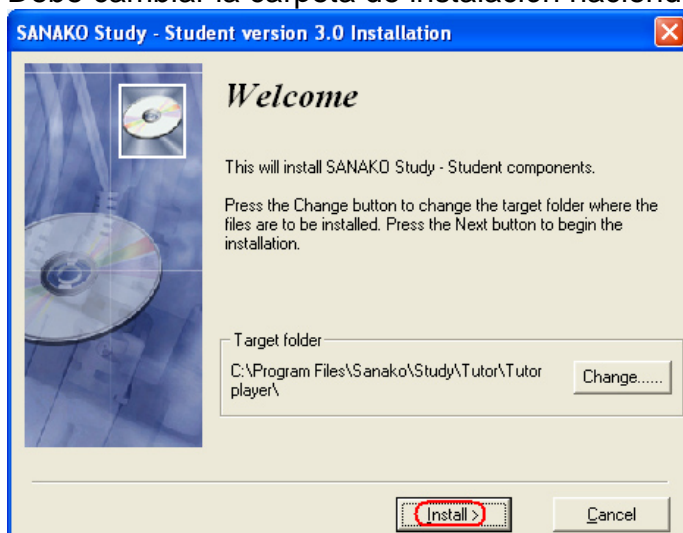 Debe cambiar la carpeta de instalación haciend
SANAKO Study - Student version 3.0 Installation
Welcome
This will install SANAKO Study - Student components.
Press the Change button to change the target folder where the
files are to be installed. Press the Next button to begin the
installation.
Target folder
C:\Program Files\Sanako\Study\Tutor\Tutor
player\
Change......
Install >
Cancel